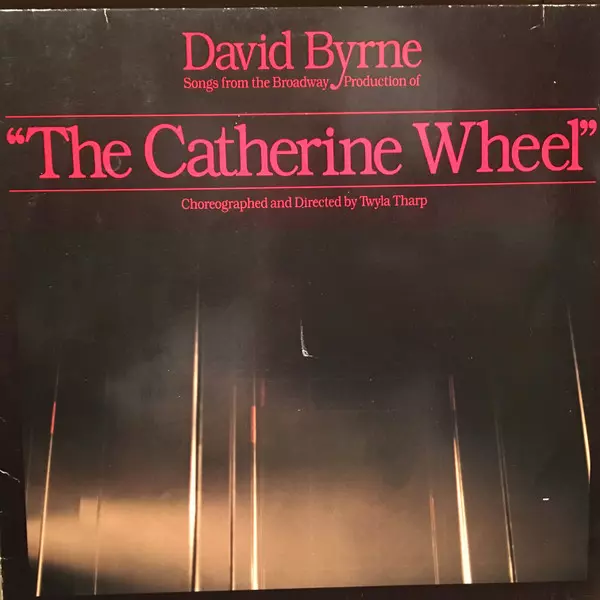 David Byrne
Songs from the Broadway Production of
“The Catherine Wheel”
Choreographed and Directed by Twyla Tharp